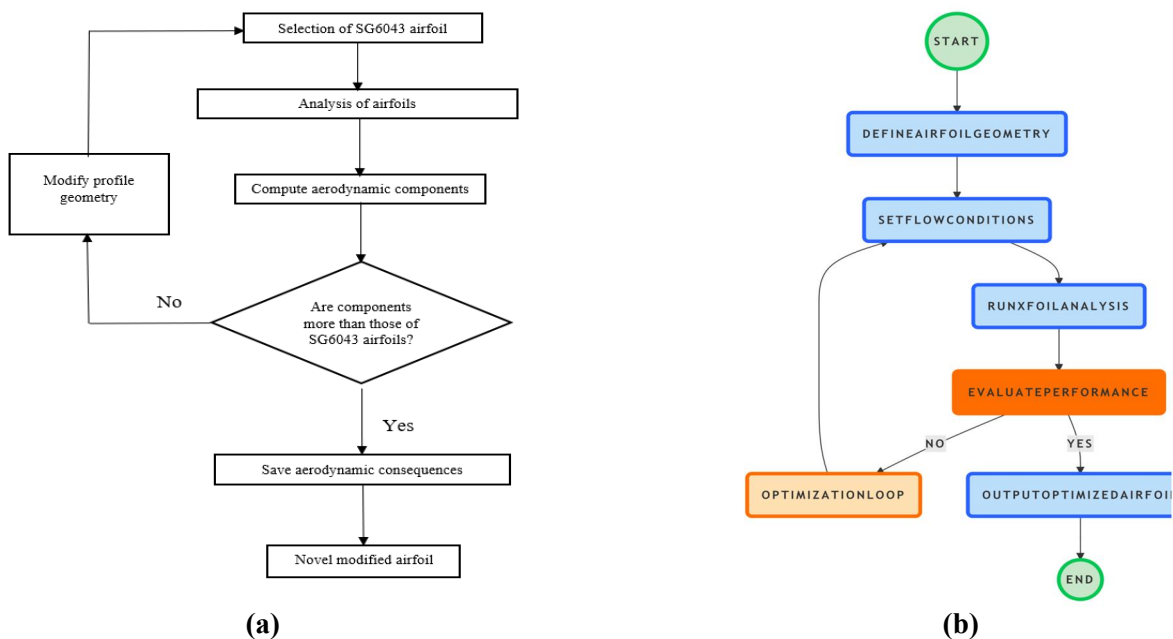 Selection of SG6043 airfoil
Analysis of airfoils
Modify profile
geometry
Compute aerodynamic components
No
Are components
more than those of
SG6043 airfoils?
Yes
Save aerodynamic consequences
Novel modified airfoil
(a)
START
DEFINEAIRFOILGEOMETRY
SETFLOWCONDITIONS
RUNXFOILANALYSIS
EVALUATEPERFORMANCE
NO
YES
OPTIMIZATIONLOOP
OUTPUTOPTIMIZEDAIRFOI
END
(b)